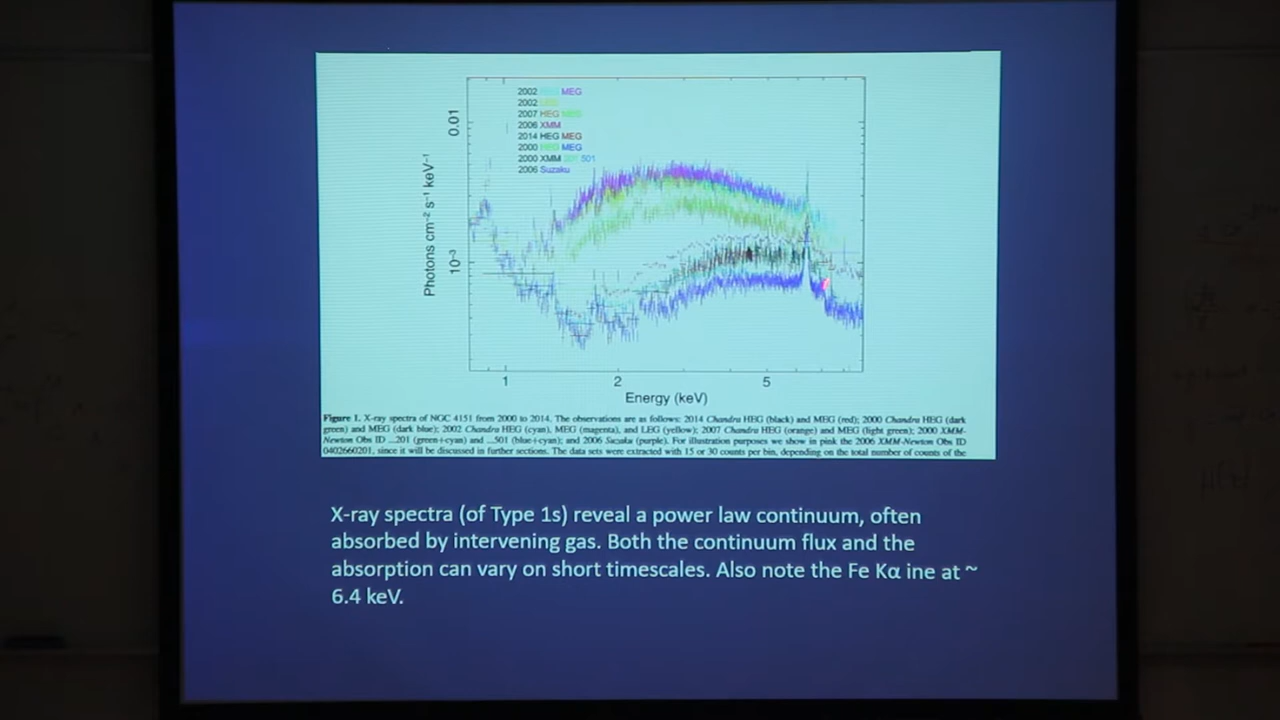 2002 MEG
2002 LEG
2007 HEG MEG
2006 XMM
2014 HEG MEG
2000 HEG MEG
2000 XMM 201 501
2006 Suzaku
0.01
10⁻³
Photons cm⁻² s⁻¹ keV⁻¹
1 2 5
Energy (keV)
Figure 1. X-ray spectra of NGC 4151 from 2000 to 2014. The observations are as follows: 2014 Chandra HEG (black) and MEG (red); 2000 Chandra HEG (dark
green) and MEG (dark blue); 2002 Chandra HEG (cyan), MEG (magenta), and LEG (yellow); 2007 Chandra HEG (orange) and MEG (light green); 2000 XMM-
Newton Obs ID ...201 (green+cyan) and ...501 (blue+cyan); and 2006 Suzaku (purple). For illustration purposes we show in pink the 2006 XMM-Newton Obs ID
0402660201, since it will be discussed in further sections. The data sets were extracted with 15 or 30 counts per bin, depending on the total number of counts of the
X-ray spectra (of Type 1s) reveal a power law continuum, often
absorbed by intervening gas. Both the continuum flux and the
absorption can vary on short timescales. Also note the Fe Kα ine at ~
6.4 keV.